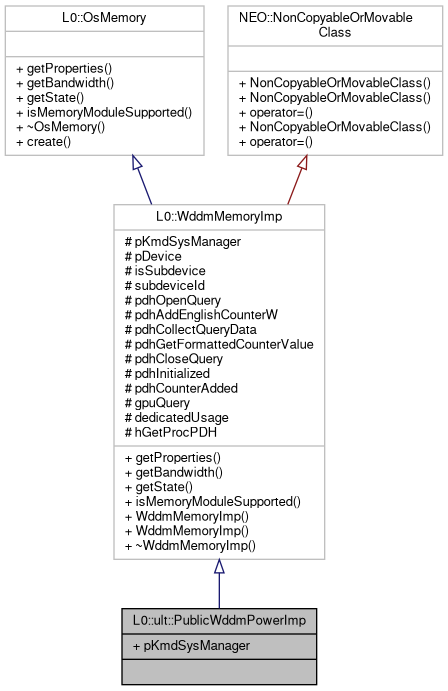 L0::OsMemory
+ getProperties()
+ getBandwidth()
+ getState()
+ isMemoryModuleSupported()
+ ~OsMemory()
+ create()
NEO::NonCopyableOrMovable
Class
+ NonCopyableOrMovableClass()
+ NonCopyableOrMovableClass()
+ operator=()
+ NonCopyableOrMovableClass()
+ operator=()
L0::WddmMemoryImp
# pKmdSysManager
# pDevice
# isSubdevice
# subdeviceId
# pdhOpenQuery
# pdhAddEnglishCounterW
# pdhCollectQueryData
# pdhGetFormattedCounterValue
# pdhCloseQuery
# pdhInitialized
# pdhCounterAdded
# gpuQuery
# dedicatedUsage
# hGetProcPDH
+ getProperties()
+ getBandwidth()
+ getState()
+ isMemoryModuleSupported()
+ WddmMemoryImp()
+ WddmMemoryImp()
+ ~WddmMemoryImp()
L0::ult::PublicWddmPowerImp
+ pKmdSysManager